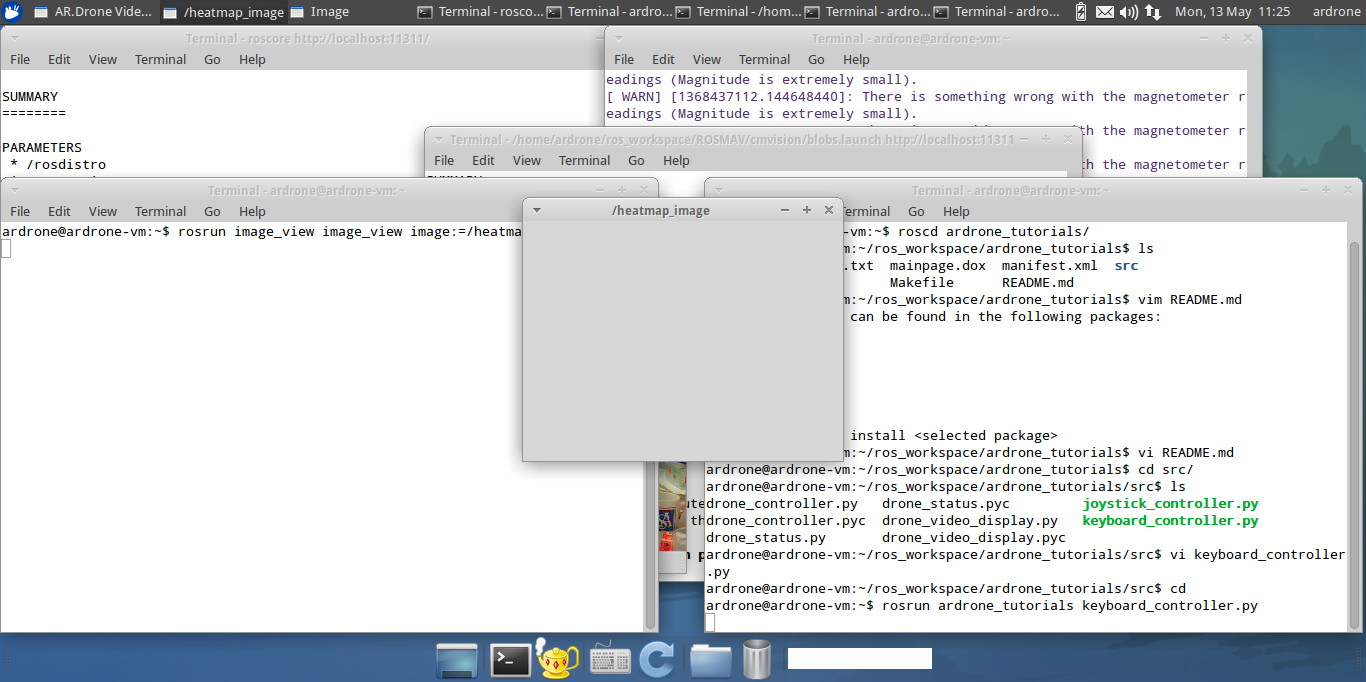 AR.Drone Vide...
/heatmap_image
Image
Terminal - rosco...
Terminal - ardro...
Terminal - /hom...
Terminal - ardro...
Terminal - ardro...
Mon, 13 May 11:25
ardrone
Terminal - roscore http://localhost:11311/
File Edit View Terminal Go Help
SUMMARY
========
PARAMETERS
* /rosdistro
Terminal - ardrone@ardrone-vm: ~
File Edit View Terminal Go Help
eadings (Magnitude is extremely small).
[ WARN] [1368437112.144648440]: There is something wrong with the magnetometer r
eadings (Magnitude is extremely small).
h the magnetometer r
th the magnetometer r
Terminal - /home/ardrone/ros_workspace/ROSMAV/cmvision/blobs.launch http://localhost:11311
File Edit View Terminal Go Help
Terminal - ardrone@ardrone-vm: ~
File Edit View Terminal Go Help
ardrone@ardrone-vm:~$ rosrun image_view image_view image:=/heatma
/heatmap_image
Terminal - ardrone@ardrone-vm: ~
erminal Go Help
-vm:~$ roscd ardrone_tutorials/
m:~/ros_workspace/ardrone_tutorials$ ls
.txt mainpage.dox manifest.xml src
Makefile README.md
m:~/ros_workspace/ardrone_tutorials$ vim README.md
can be found in the following packages:
install <selected package>
m:~/ros_workspace/ardrone_tutorials$ vi README.md
ardrone@ardrone-vm:~/ros_workspace/ardrone_tutorials$ cd src/
ardrone@ardrone-vm:~/ros_workspace/ardrone_tutorials/src$ ls
drone_controller.py drone_status.pyc joystick_controller.py
drone_controller.pyc drone_video_display.py keyboard_controller.py
drone_status.py drone_video_display.pyc
ardrone@ardrone-vm:~/ros_workspace/ardrone_tutorials/src$ vi keyboard_controller
.py
ardrone@ardrone-vm:~/ros_workspace/ardrone_tutorials/src$ cd
ardrone@ardrone-vm:~$ rosrun ardrone_tutorials keyboard_controller.py